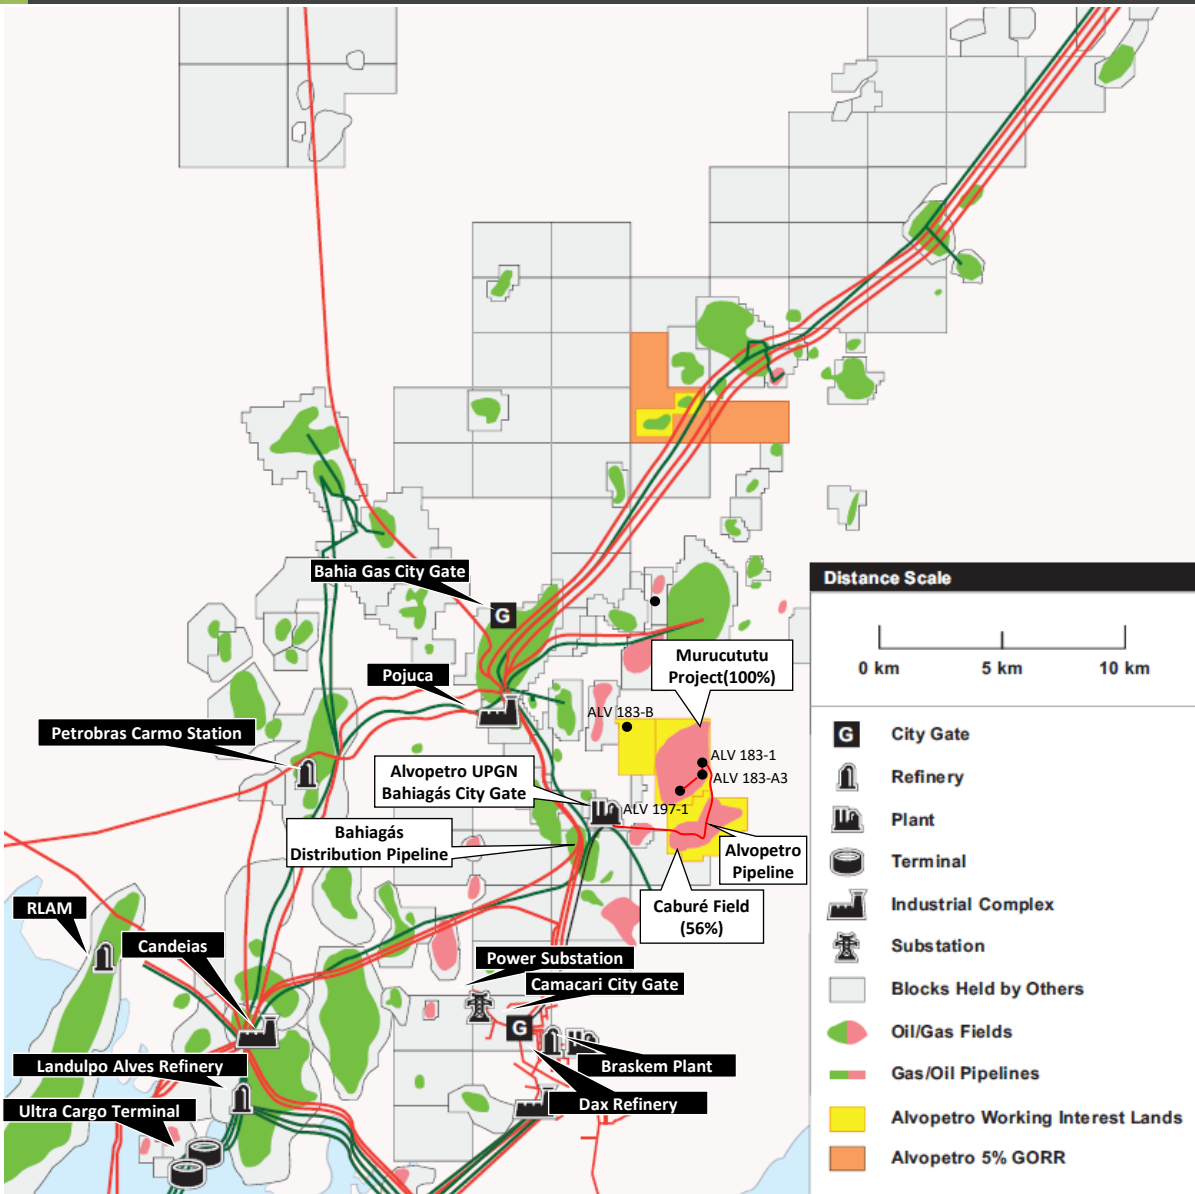 Bahia Gas City Gate
G
Pojuca
Murucututu
Project(100%)
ALV 183-B
Petrobras Carmo Station
ALV 183-1
ALV 183-A3
Alvopetro UPGN
Bahiagás City Gate
ALV 197-1
Bahiagás
Distribution Pipeline
Alvopetro
Pipeline
Caburé Field
(56%)
RLAM
Candeias
Power Substation
Camacari City Gate
G
Braskem Plant
Landulpo Alves Refinery
Dax Refinery
Ultra Cargo Terminal
Distance Scale
0 km 5 km 10 km
G City Gate
Refinery
Plant
Terminal
Industrial Complex
Substation
Blocks Held by Others
Oil/Gas Fields
Gas/Oil Pipelines
Alvopetro Working Interest Lands
Alvopetro 5% GORR